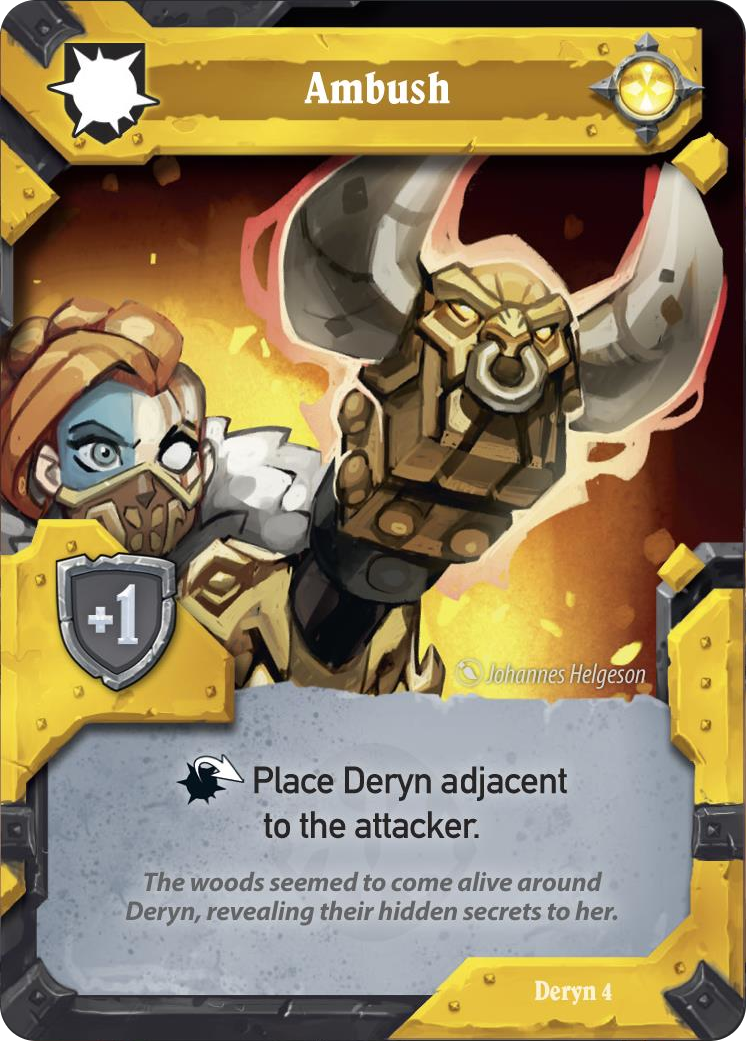 Ambush
+1
Johannes Helgeson
Place Deryn adjacent
to the attacker.
The woods seemed to come alive around
Deryn, revealing their hidden secrets to her.
Deryn 4